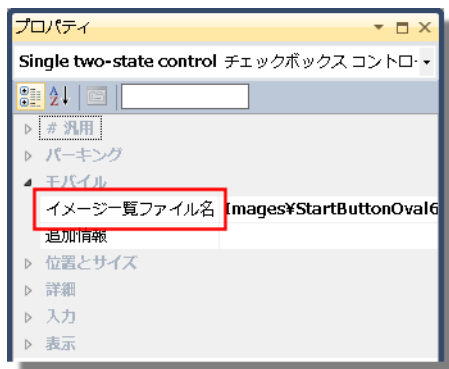 プロパティ
Single two-state control チェックボックス コントロ
# 汎用
パーキング
モバイル
イメージ一覧ファイル名 Images¥StartButtonOval6
追加情報
位置とサイズ
詳細
入力
表示